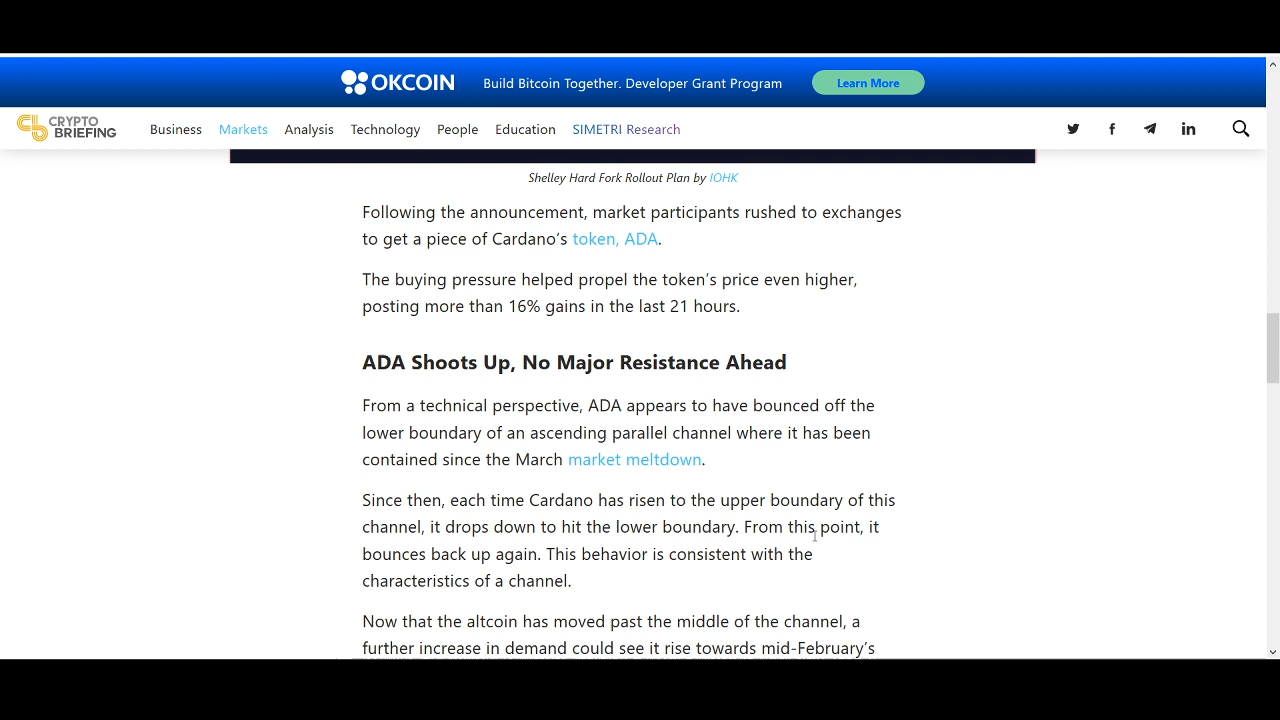 OKCOIN Build Bitcoin Together. Developer Grant Program Learn More
CRYPTO BRIEFING Business Markets Analysis Technology People Education SIMETRI Research
Shelley Hard Fork Rollout Plan by IOHK
Following the announcement, market participants rushed to exchanges
to get a piece of Cardano’s token, ADA.
The buying pressure helped propel the token’s price even higher,
posting more than 16% gains in the last 21 hours.
ADA Shoots Up, No Major Resistance Ahead
From a technical perspective, ADA appears to have bounced off the
lower boundary of an ascending parallel channel where it has been
contained since the March market meltdown.
Since then, each time Cardano has risen to the upper boundary of this
channel, it drops down to hit the lower boundary. From this point, it
bounces back up again. This behavior is consistent with the
characteristics of a channel.
Now that the altcoin has moved past the middle of the channel, a
further increase in demand could see it rise towards mid-February’s